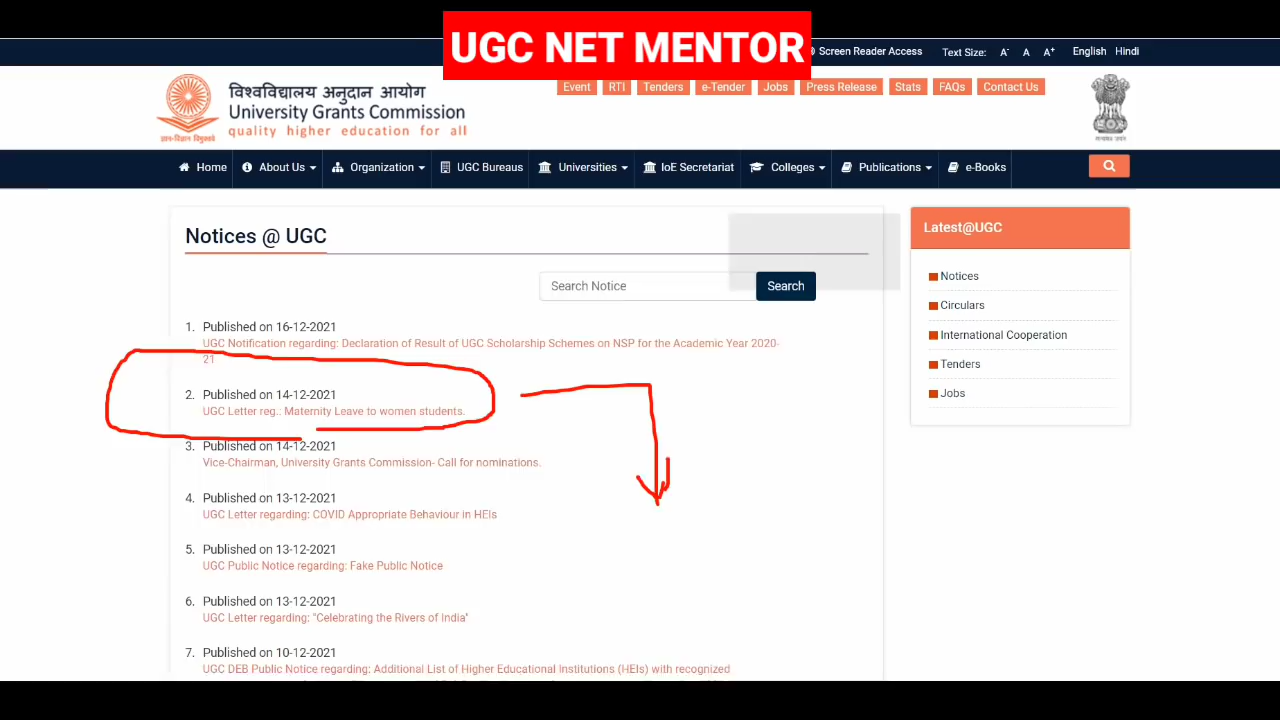 UGC NET MENTOR
Screen Reader Access Text Size: A- A A+ English Hindi
विश्वविद्यालय अनुदान आयोग
University Grants Commission
quality higher education for all
ज्ञान-विज्ञान विमुक्तये
Event RTI Tenders e-Tender Jobs Press Release Stats FAQs Contact Us
सत्यमेव जयते
Home About Us Organization UGC Bureaus Universities IoE Secretariat Colleges Publications e-Books
Notices @ UGC
Search Notice Search
1. Published on 16-12-2021
UGC Notification regarding: Declaration of Result of UGC Scholarship Schemes on NSP for the Academic Year 2020-
21
2. Published on 14-12-2021
UGC Letter reg.: Maternity Leave to women students.
3. Published on 14-12-2021
Vice-Chairman, University Grants Commission- Call for nominations.
4. Published on 13-12-2021
UGC Letter regarding: COVID Appropriate Behaviour in HEIs
5. Published on 13-12-2021
UGC Public Notice regarding: Fake Public Notice
6. Published on 13-12-2021
UGC Letter regarding: "Celebrating the Rivers of India"
7. Published on 10-12-2021
UGC DEB Public Notice regarding: Additional List of Higher Educational Institutions (HEIs) with recognized
Latest@UGC
Notices
Circulars
International Cooperation
Tenders
Jobs